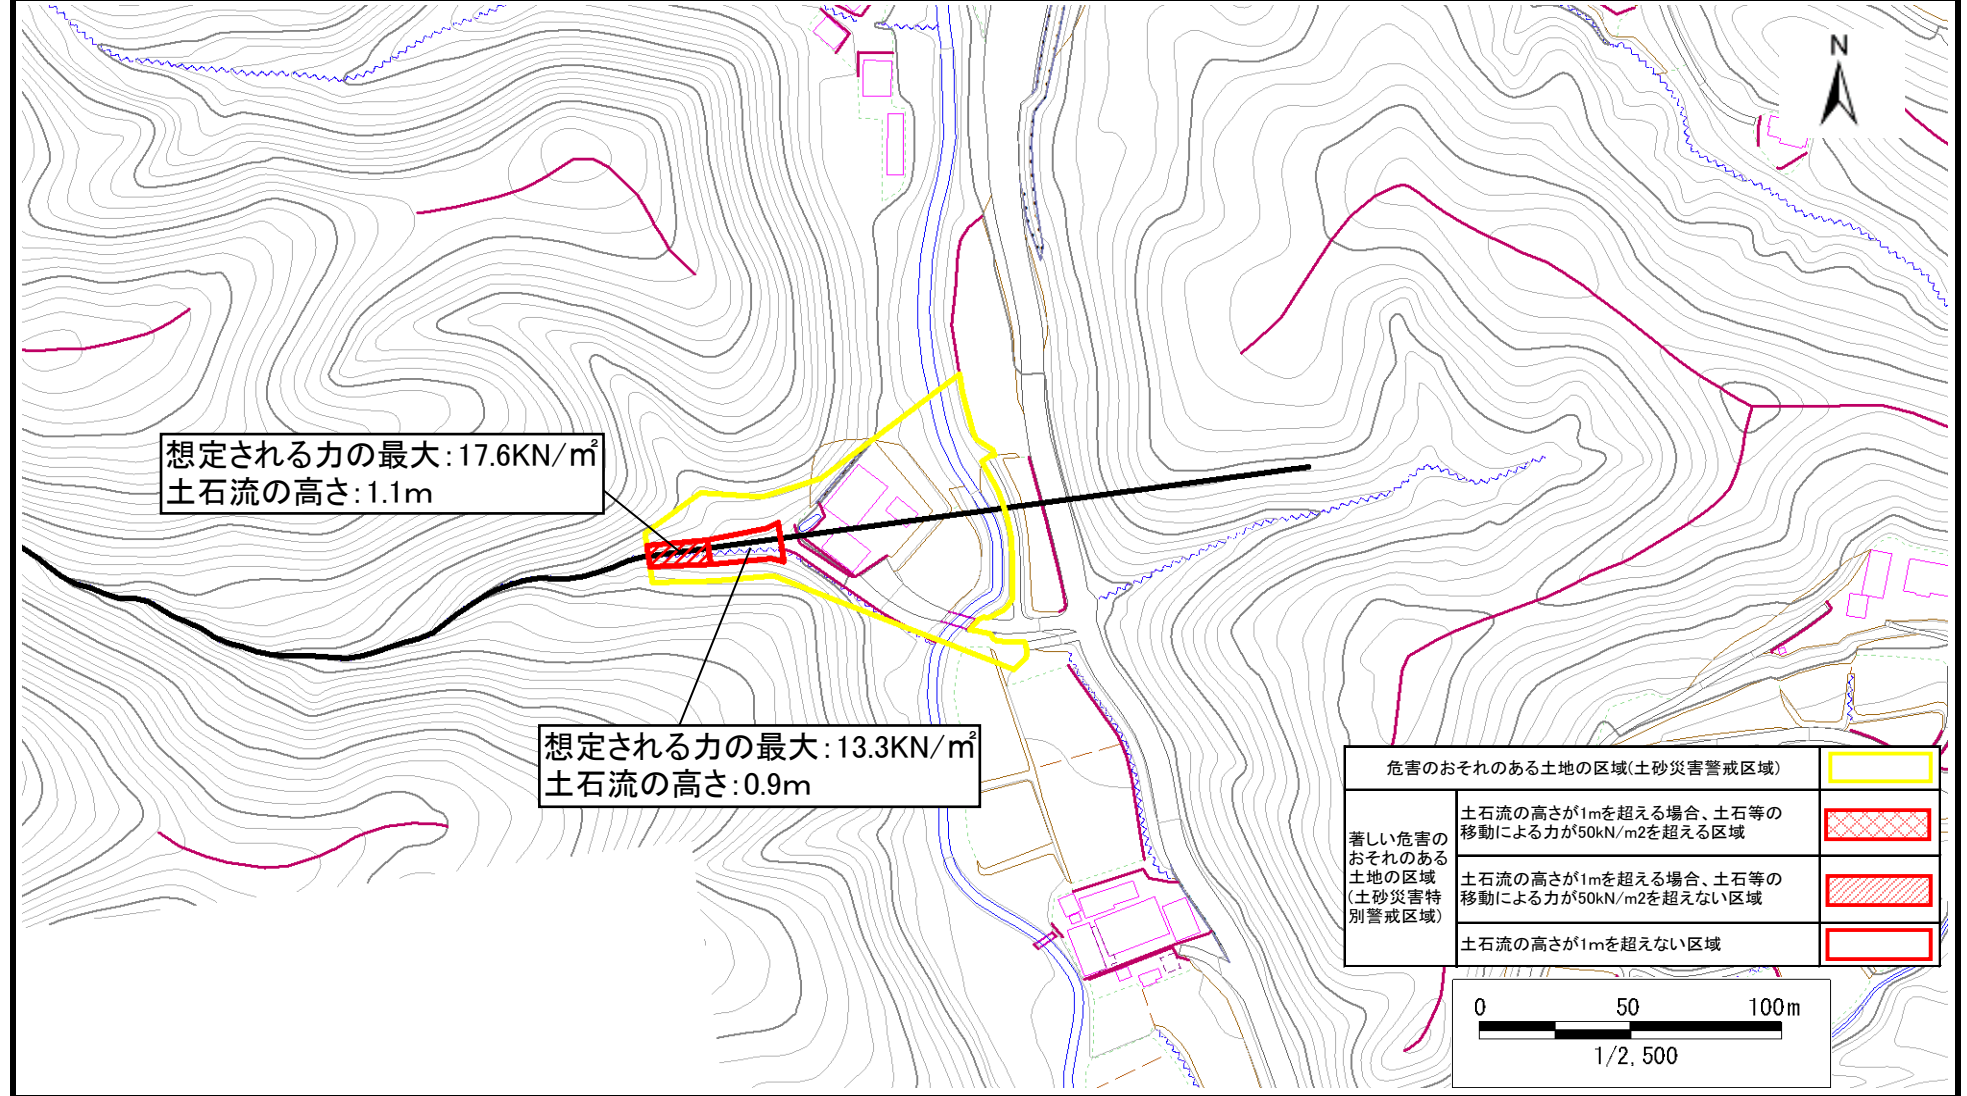 N
想定される力の最大：17.6KN/㎡
土石流の高さ：1.1m
想定される力の最大：13.3KN/㎡
土石流の高さ：0.9m
危害のおそれのある土地の区域(土砂災害警戒区域)
著しい危害の
おそれのある
土地の区域
(土砂災害特
別警戒区域)
土石流の高さが1mを超える場合、土石等の
移動による力が50kN/m2を超える区域
土石流の高さが1mを超える場合、土石等の
移動による力が50kN/m2を超えない区域
土石流の高さが1mを超えない区域
0 50 100m
1/2,500